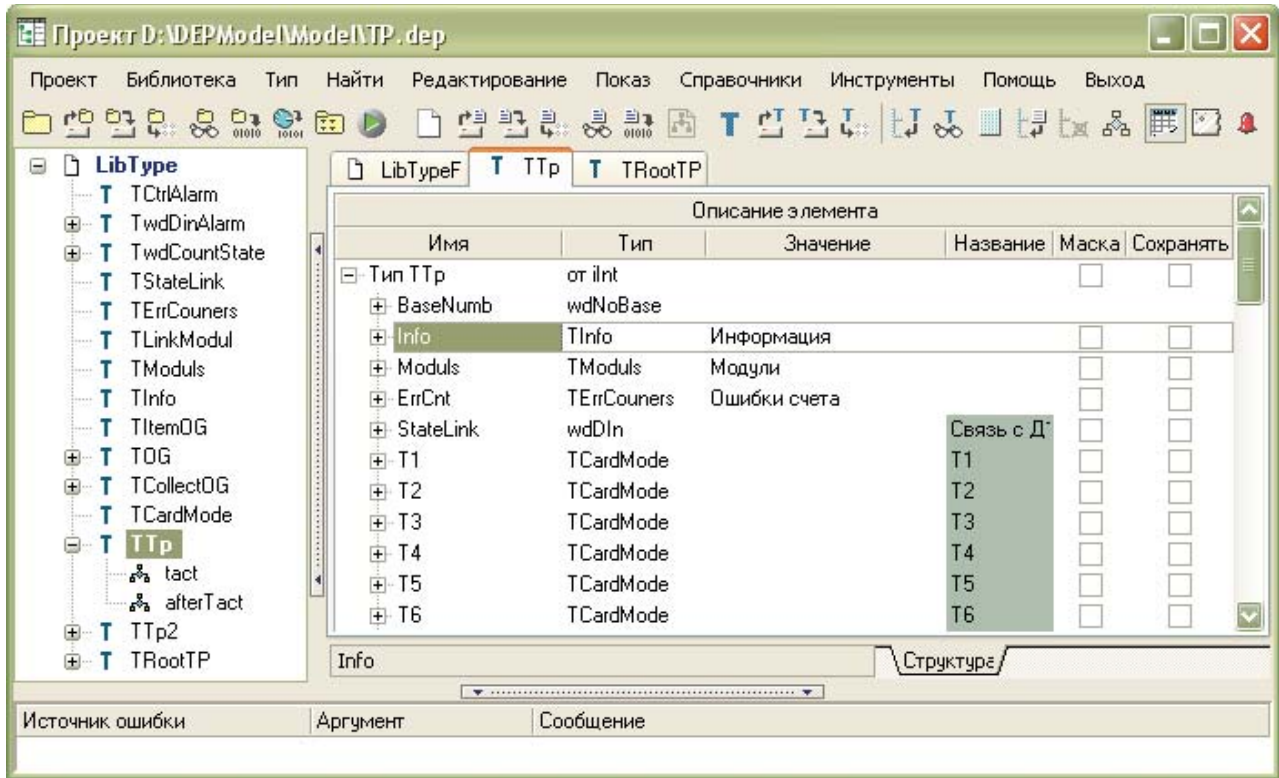 Проект D:\DEPModel\Model\TP.dep
Проект Библиотека Тип Найти Редактирование Показ Справочники Инструменты Помощь Выход
LibType
TCtrlAlarm
TwdDinAlarm
TwdCountState
TStateLink
TErrCouners
TLinkModul
TModuls
TInfo
TItemOG
TOG
TCollectOG
TCardMode
TTp
tact
afterTact
TTp2
TRootTP
LibTypeF T TTp T TRootTP
Описание элемента
Имя Тип Значение Название Маска Сохранять
Тип TTp от iInt
BaseNumb wdNoBase
Info TInfo Информация
Moduls TModuls Модули
ErrCnt TErrCouners Ошибки счета
StateLink wdDIn Связь с Д
T1 TCardMode T1
T2 TCardMode T2
T3 TCardMode T3
T4 TCardMode T4
T5 TCardMode T5
T6 TCardMode T6
Info Структура
Источник ошибки Аргумент Сообщение